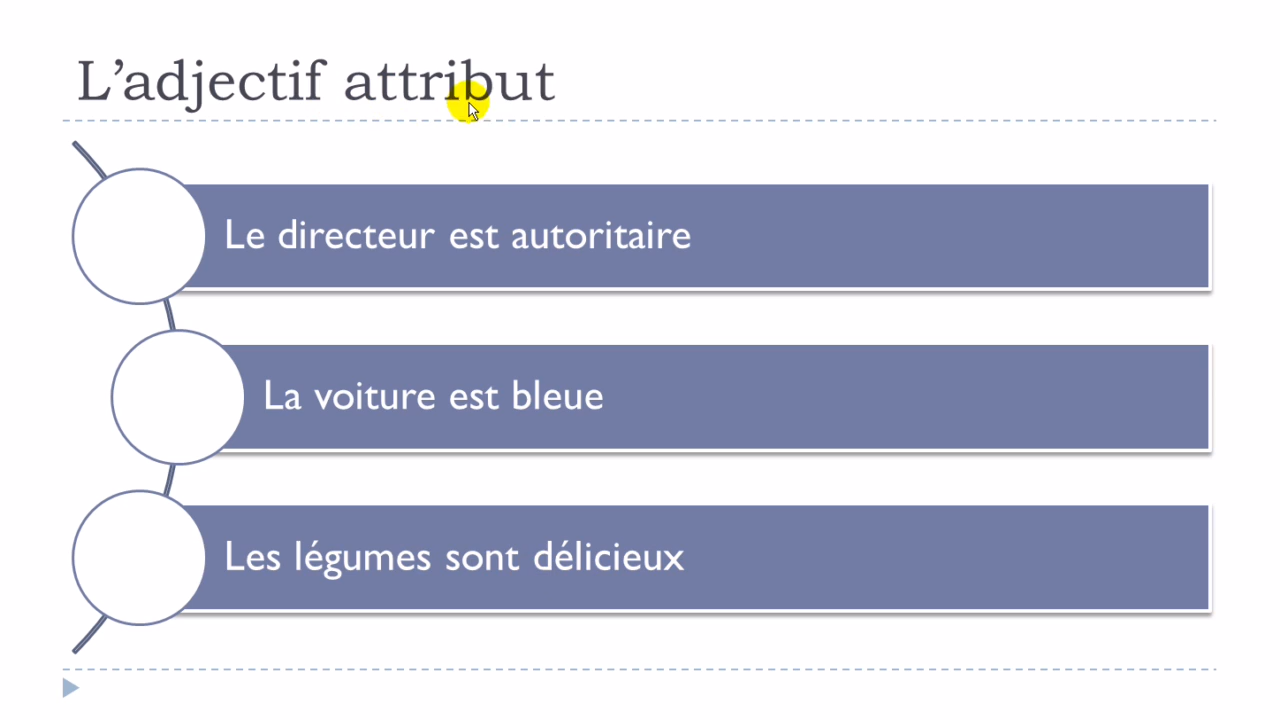 L’adjectif attribut
Le directeur est autoritaire
La voiture est bleue
Les légumes sont délicieux